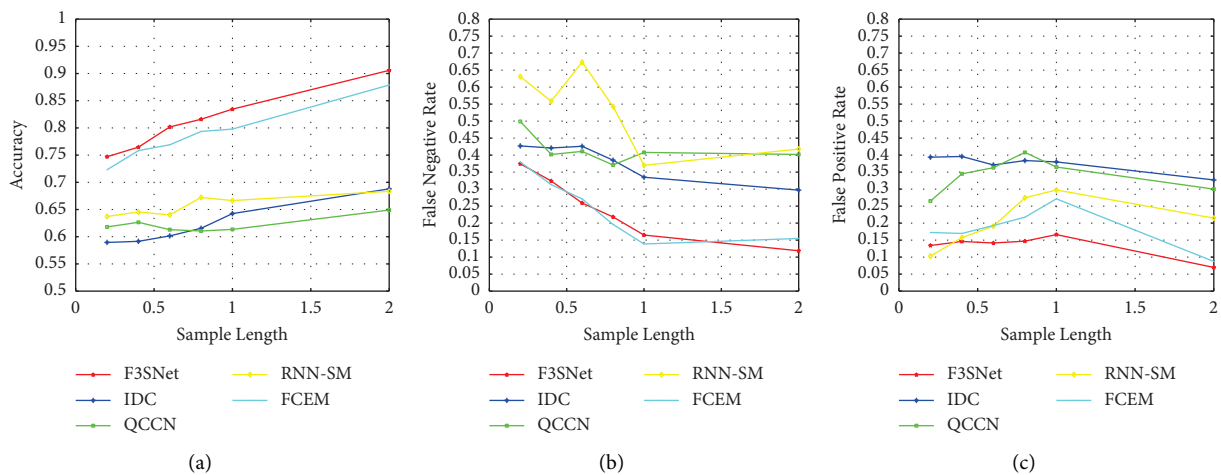 1
0.95
0.9
0.85
0.8
0.75
0.7
0.65
0.6
0.55
0.5
Accuracy
0
0.5
1
1.5
2
Sample Length
F3SNet
IDC
QCCN
RNN-SM
FCEM
(a)
0.8
0.75
0.7
0.65
0.6
0.55
0.5
0.45
0.4
0.35
0.3
0.25
0.2
0.15
0.1
0.05
0
False Negative Rate
0
0.5
1
1.5
2
Sample Length
F3SNet
IDC
QCCN
RNN-SM
FCEM
(b)
0.8
0.75
0.7
0.65
0.6
0.55
0.5
0.45
0.4
0.35
0.3
0.25
0.2
0.15
0.1
0.05
0
False Positive Rate
0
0.5
1
1.5
2
Sample Length
F3SNet
IDC
QCCN
RNN-SM
FCEM
(c)